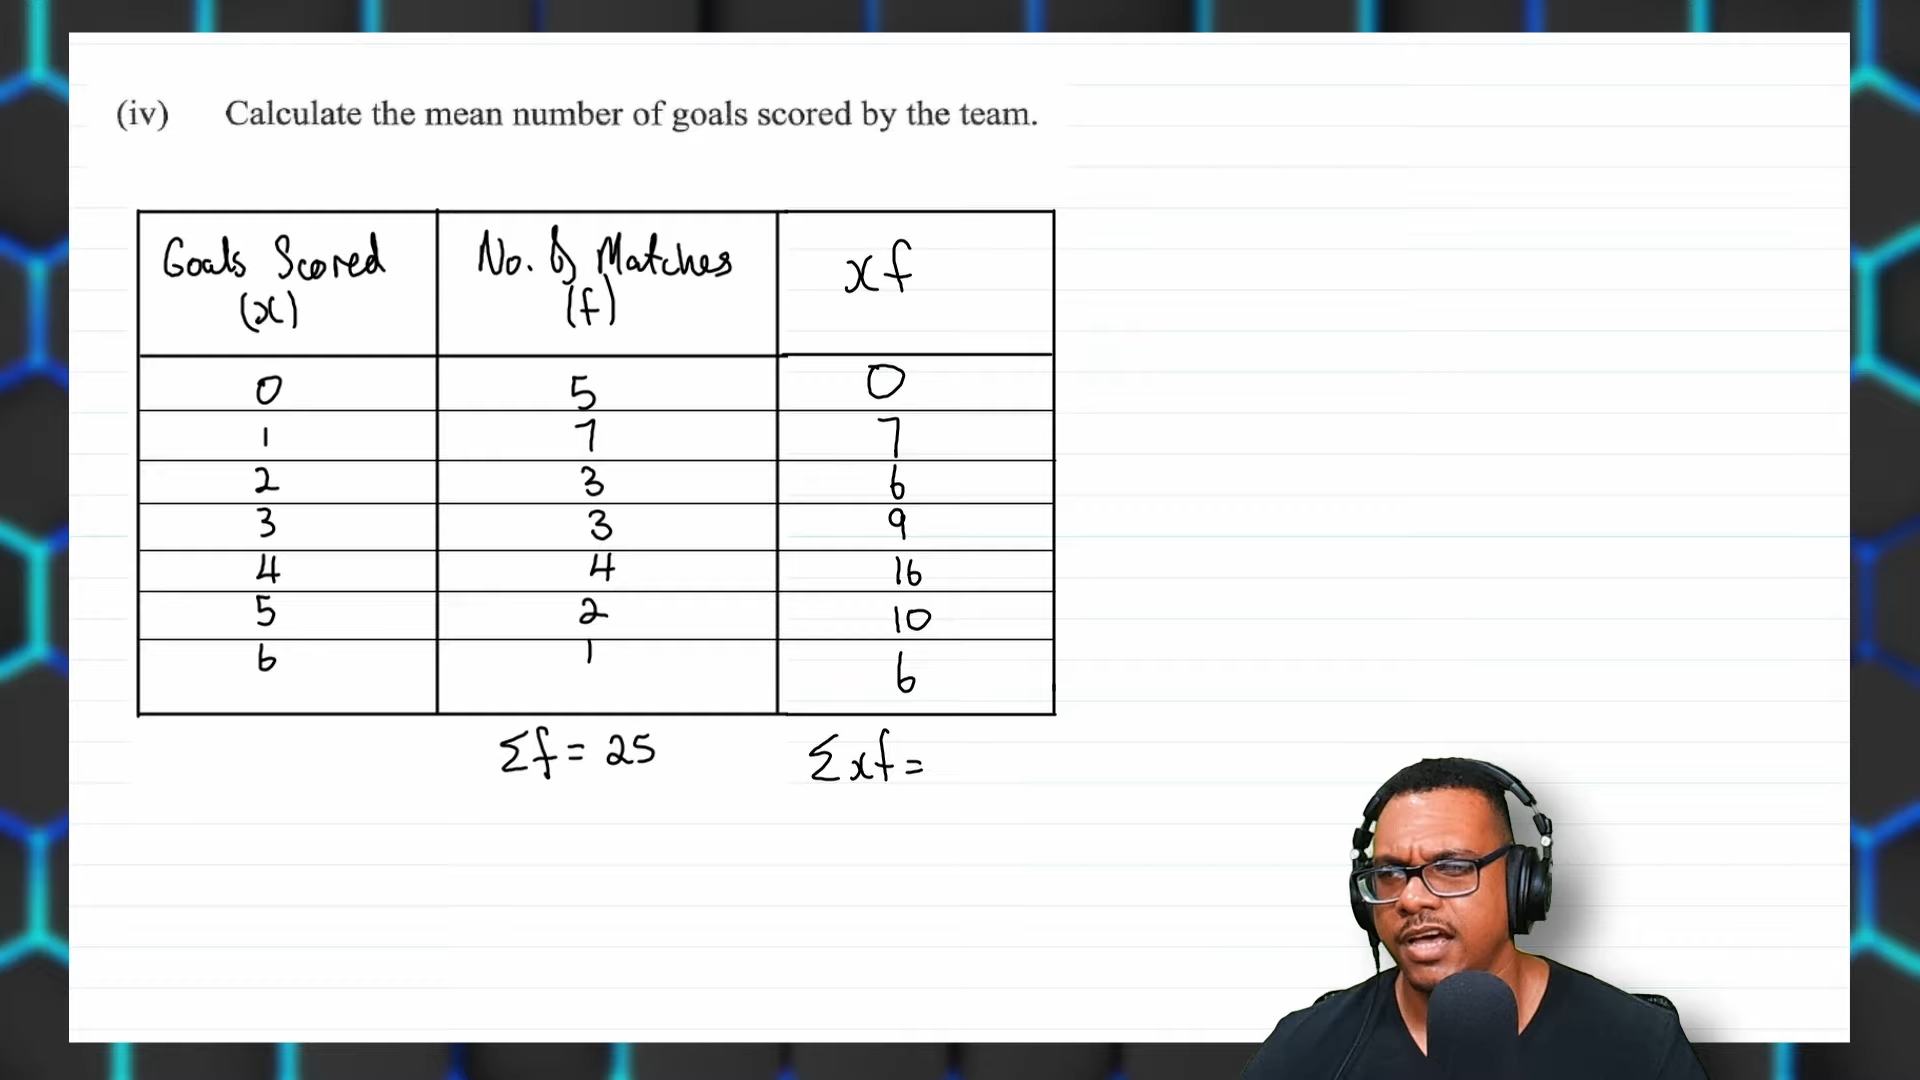 (iv) Calculate the mean number of goals scored by the team.
Goals Scored (x) No. of Matches (f) xf
0 5 0
1 7 7
2 3 6
3 3 9
4 4 16
5 2 10
6 1 6
Σf = 25 Σxf =